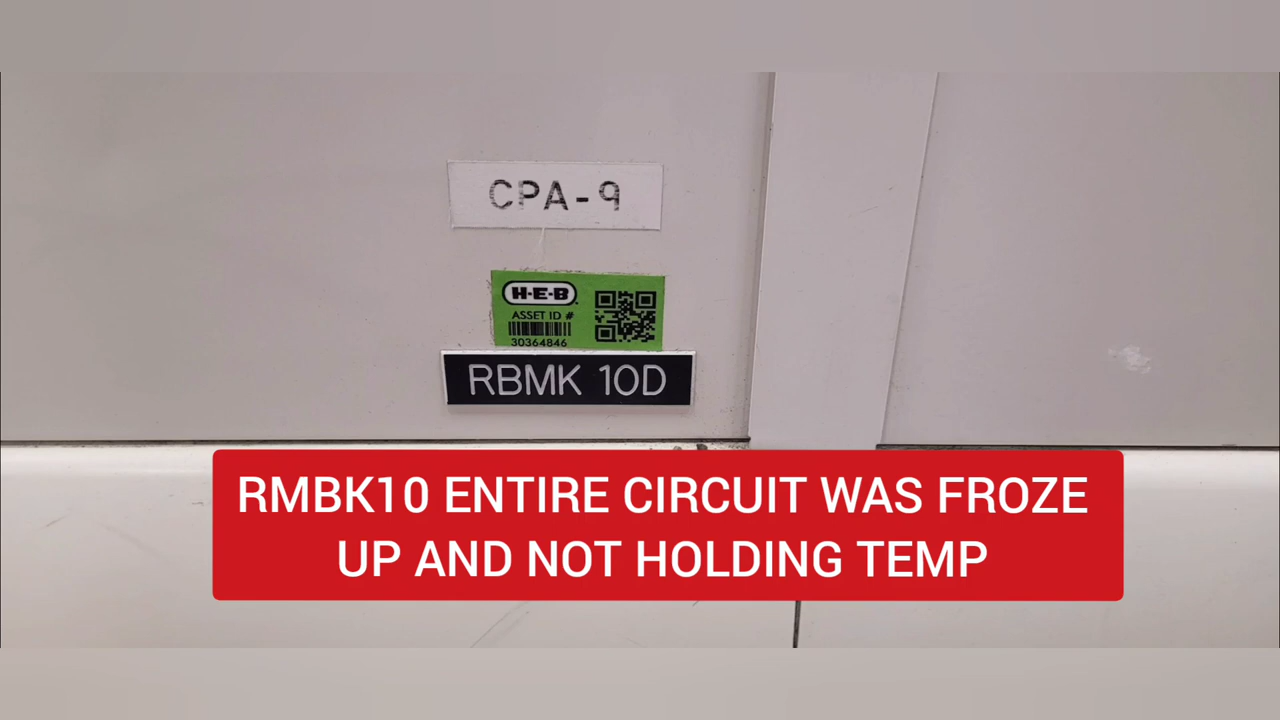 CPA-9
H-E-B
ASSET ID #
30364846
RBMK 10D
RMBK10 ENTIRE CIRCUIT WAS FROZE
UP AND NOT HOLDING TEMP